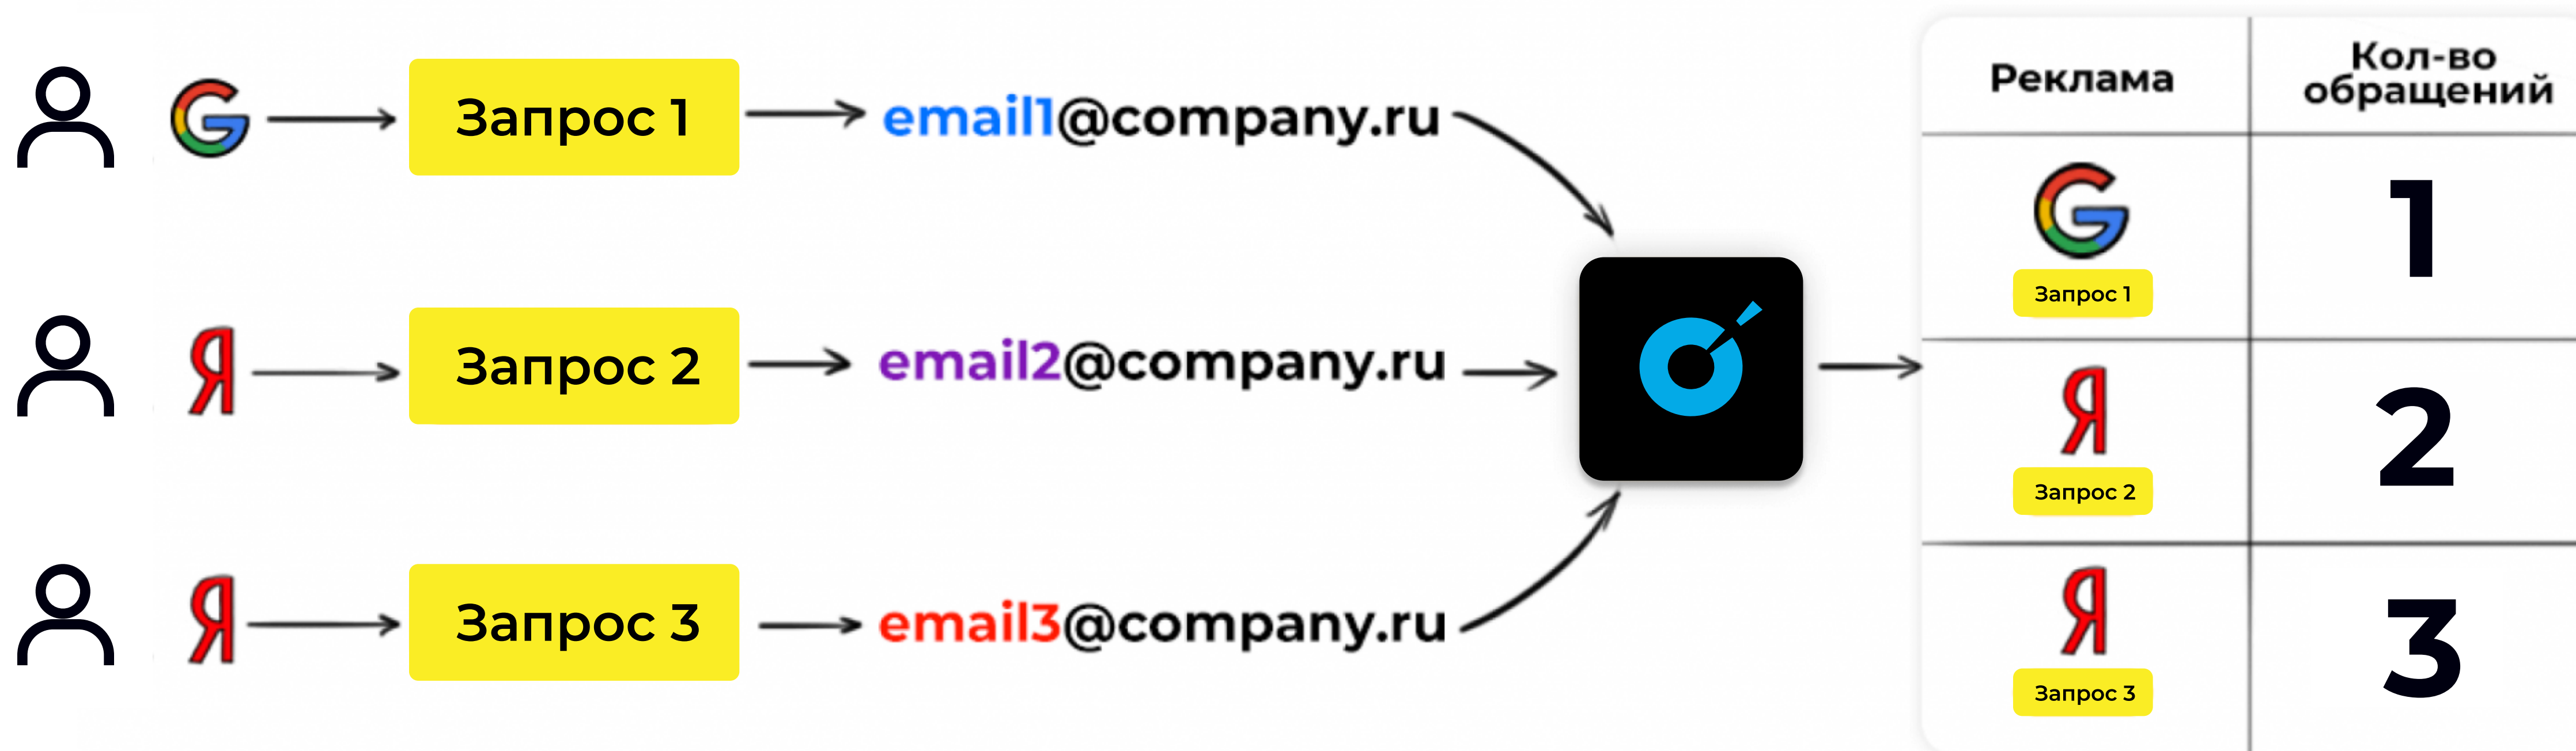 Запрос 1
email1@company.ru
Я
Запрос 2
email2@company.ru
Я
Запрос 3
email3@company.ru
Реклама
Кол-во
обращений
G
Запрос 1
1
Я
Запрос 2
2
Я
Запрос 3
3